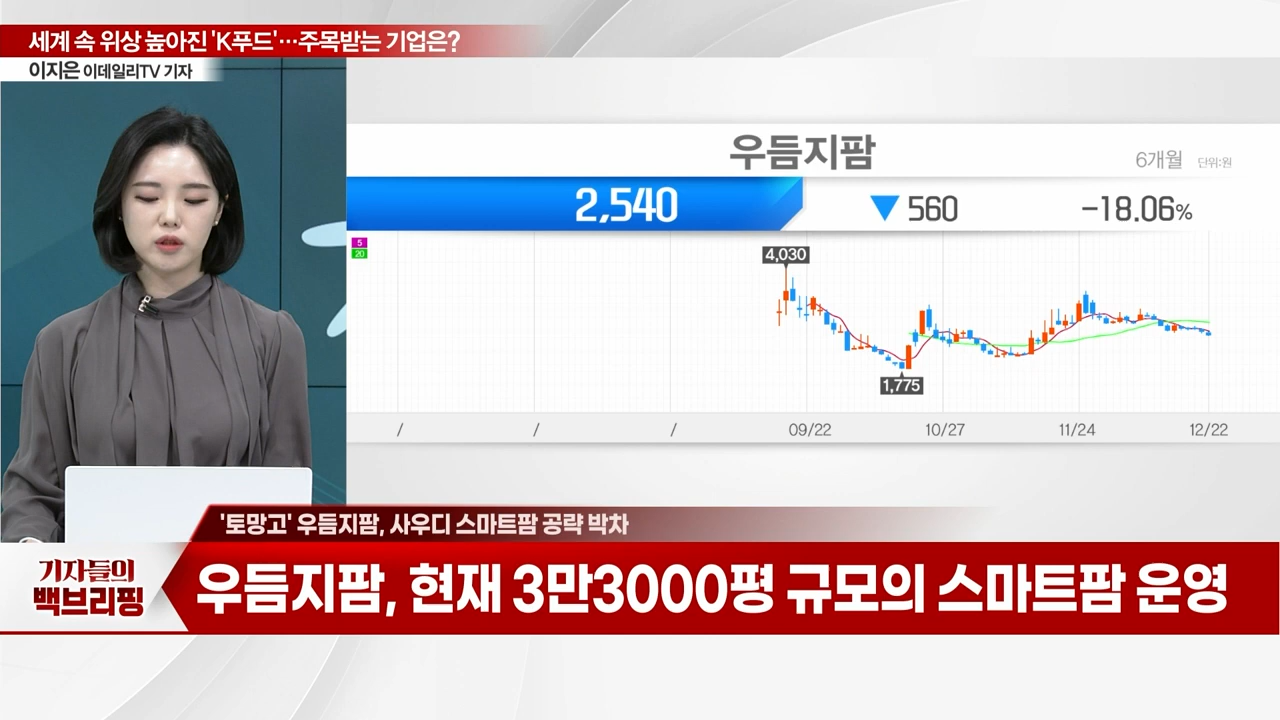 세계 속 위상 높아진 'K푸드'…주목받는 기업은?
이지은 이데일리TV 기자
우듬지팜
6개월 단위:원
2,540 ▼ 560 -18.06%
5
20
4,030
1,775
/ / / 09/22 10/27 11/24 12/22
'토망고' 우듬지팜, 사우디 스마트팜 공략 박차
기자들의
백브리핑
우듬지팜, 현재 3만3000평 규모의 스마트팜 운영